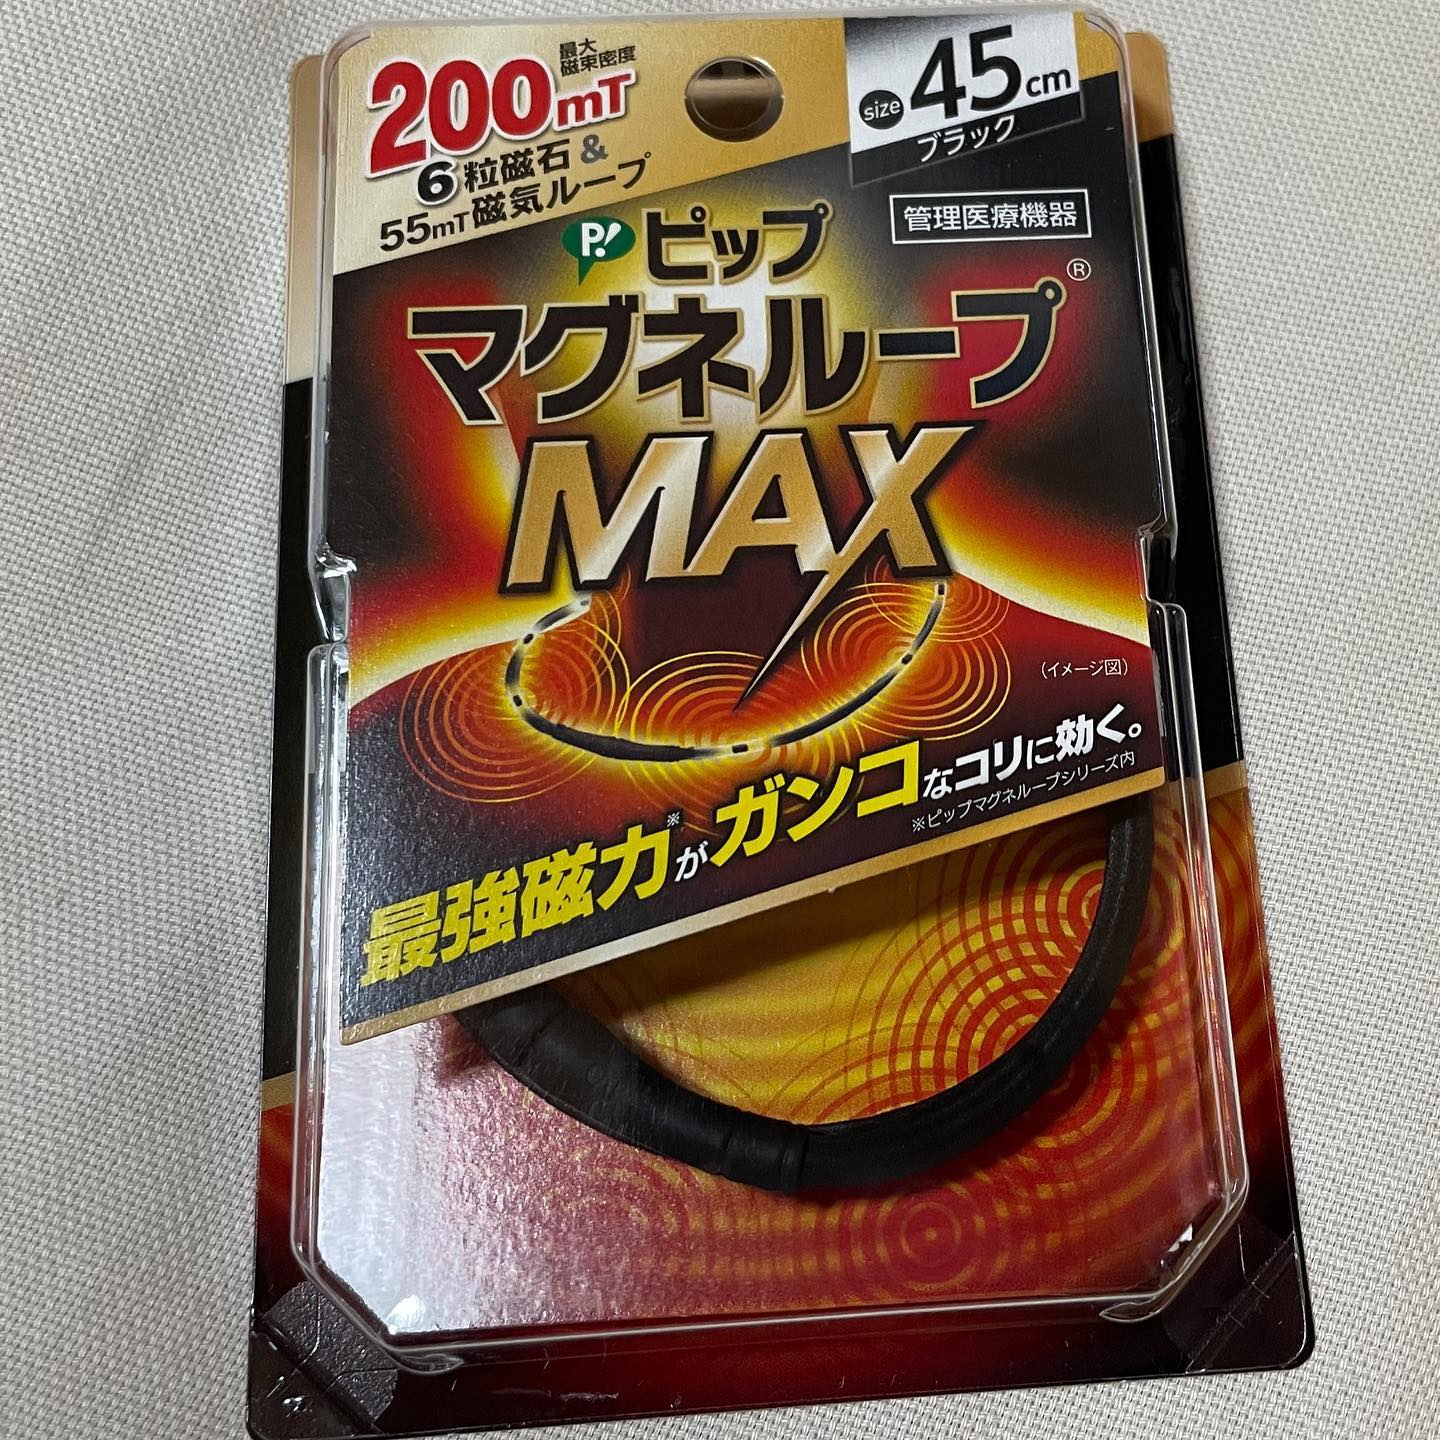 最大
磁束密度
200mT
6粒磁石&
55mT磁気ループ
size 45cm
ブラック
管理医療機器
P! ピップ
マグネループ®
MAX
(イメージ図)
最強磁力※がガンコなコリに効く。
※ピップマグネループシリーズ内